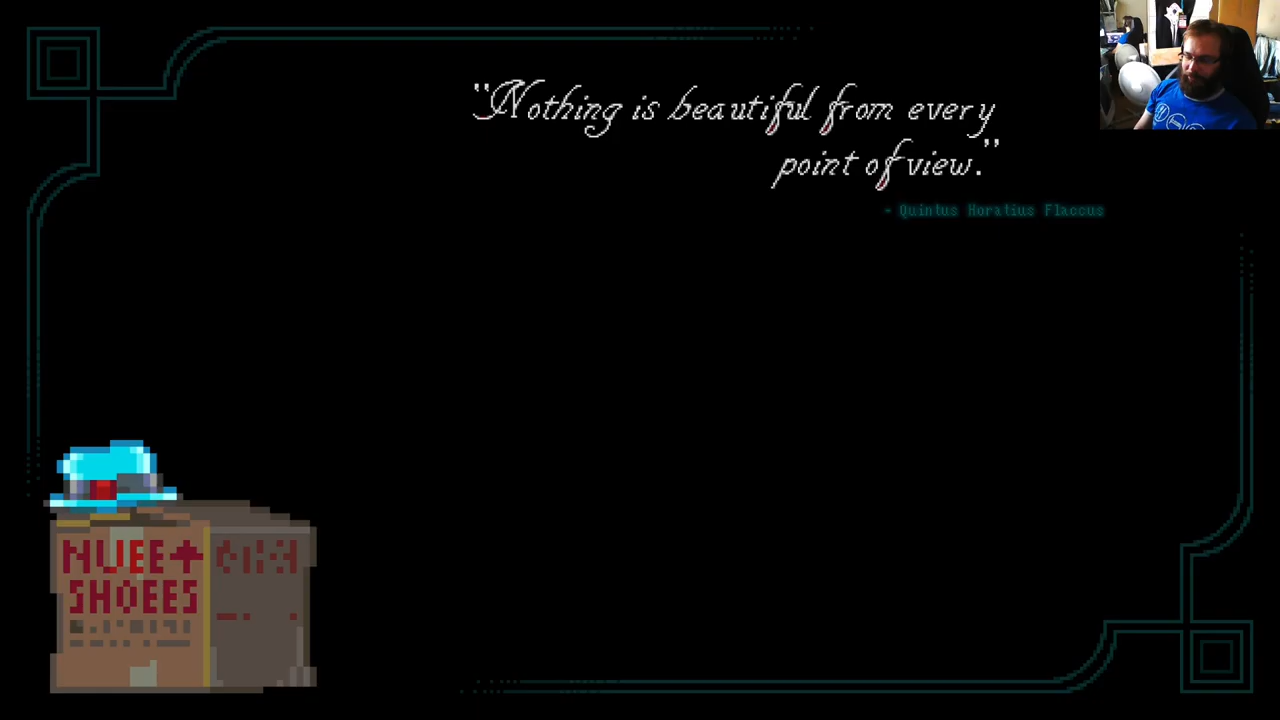 "Nothing is beautiful from every
point of view."
- Quintus Horatius Flaccus
NUEE
SHOEES